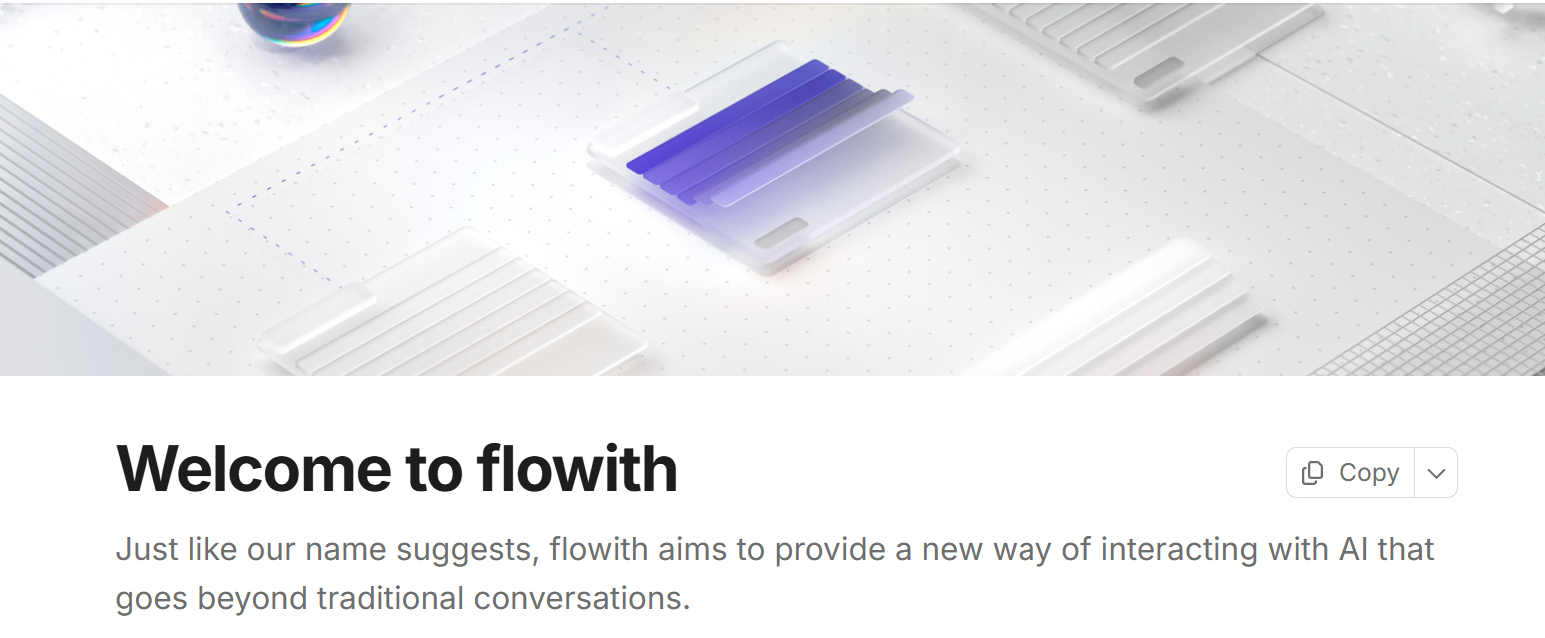 Welcome to flowith
Copy
Just like our name suggests, flowith aims to provide a new way of interacting with AI that
goes beyond traditional conversations.